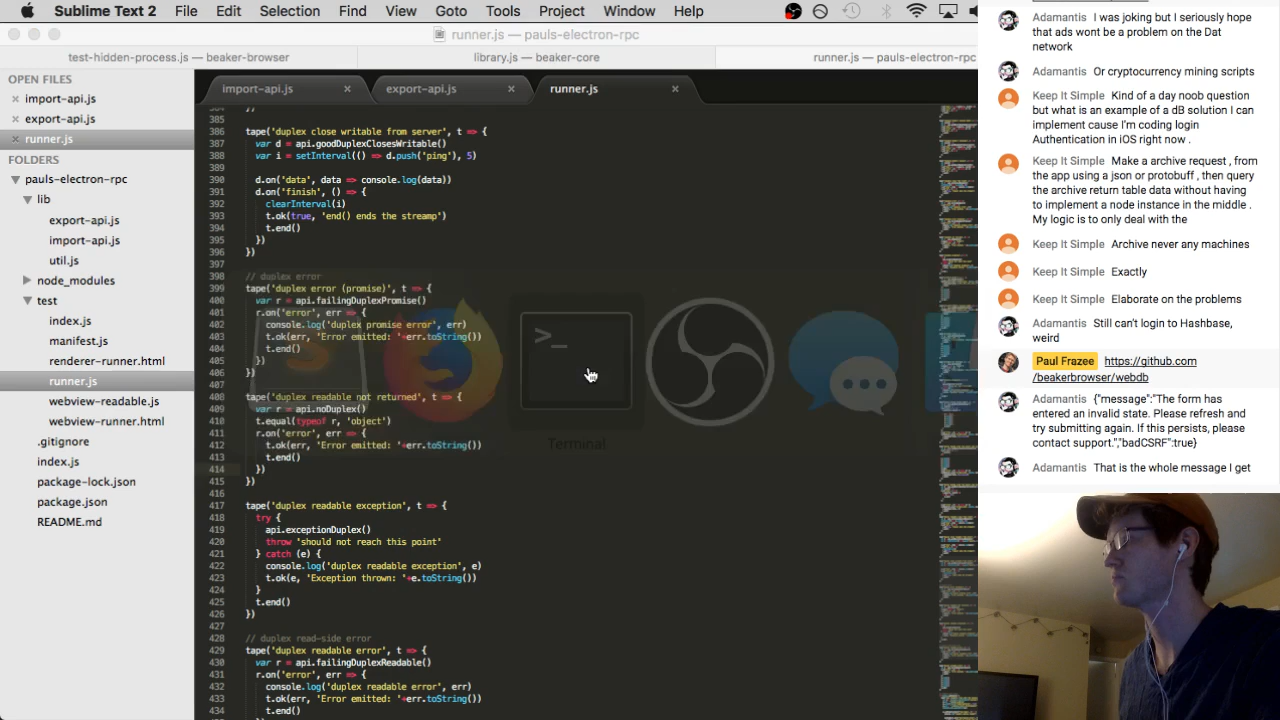 Sublime Text 2 File Edit Selection Find View Goto Tools Project Window Help
runner.js — pauls-electron-rpc
test-hidden-process.js — beaker-browser
library.js — beaker-core
runner.js — pauls-electron-rpc
OPEN FILES
import-api.js
export-api.js
runner.js
FOLDERS
pauls-electron-rpc
lib
export-api.js
import-api.js
util.js
node_modules
test
index.js
manifest.js
renderer-runner.html
runner.js
webview-readable.js
webview-runner.html
.gitignore
index.js
package-lock.json
package.json
README.md
import-api.js
export-api.js
runner.js
384 })
385
386 tape('duplex close writable from server', t => {
387 var d = api.goodDuplexClosesWritable()
388 var i = setInterval(() => d.push('ping'), 5)
389
390 d.on('data', data => console.log(data))
391 d.on('finish', () => {
392 clearInterval(i)
393 t.ok(true, 'end() ends the streamp')
394 t.end()
395 })
396 })
397
398 // duplex error
399 tape('duplex error (promise)', t => {
400 var r = api.failingDuplexPromise()
401 r.on('error', err => {
402 console.log('duplex promise error', err)
403 t.ok(err, 'Error emitted: '+err.toString())
404 t.end()
405 })
406 })
407
408 tape('duplex not returned', t => {
409 var r = api.noDuplex()
410 t.equal(typeof r, 'object')
411 r.on('error', err => {
412 t.ok(err, 'Error emitted: '+err.toString())
413 t.end()
414 })
415 })
416
417 tape('duplex readable exception', t => {
418 try {
419 api.exceptionDuplex()
420 throw 'should not reach this point'
421 } catch (e) {
422 console.log('duplex readable exception', e)
423 t.ok(e, 'Exception thrown: '+e.toString())
424 }
425 t.end()
426 })
427
428 // duplex read-side error
429 tape('duplex readable error', t => {
430 var r = api.failingDuplexReadable()
431 r.on('error', err => {
432 console.log('duplex readable error', err)
433 t.ok(err, 'Error emitted: '+err.toString())
434 t.end()
Terminal
Adamantis I was joking but I seriously hope
that ads wont be a problem on the Dat
network
Adamantis Or cryptocurrency mining scripts
Keep It Simple Kind of a day noob question
but what is an example of a dB solution I can
implement cause I'm coding login
Authentication in NJS right now .
Keep It Simple Make a archive request , from
the app using a json or protobuff , then query
the archive return table data without having
to implement a node instance in the middle .
My logic is to only deal with the
Keep It Simple Archive never any machines
Keep It Simple Exactly
Keep It Simple Elaborate on the problems
Adamantis Still can't login to Hashbase,
weird
Paul Frazee https://github.com
/beakerbrowser/webdb
Adamantis {"message":"The form has
entered an invalid state. Please refresh and
try submitting again. If this persists, please
contact support.","badCSRF":true}
Adamantis That is the whole message I get